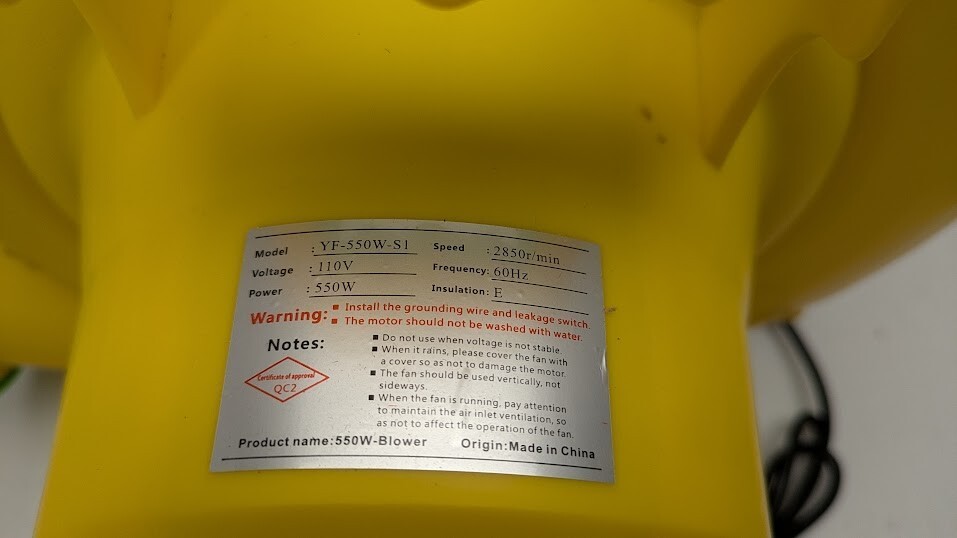 Model : YF-550W-S1 Speed : 2850r/min
Voltage : 110V Frequency: 60Hz
Power : 550W Insulation: E
Warning: ■ Install the grounding wire and leakage switch.
■ The motor should not be washed with water.
Notes:
■ Do not use when voltage is not stable.
■ When it rains, please cover the fan with
a cover so as not to damage the motor.
■ The fan should be used vertically, not
sideways.
■ When the fan is running, pay attention
to maintain the air inlet ventilation, so
as not to affect the operation of the fan.
Certificate of approval
QC2
Product name:550W-Blower Origin:Made in China